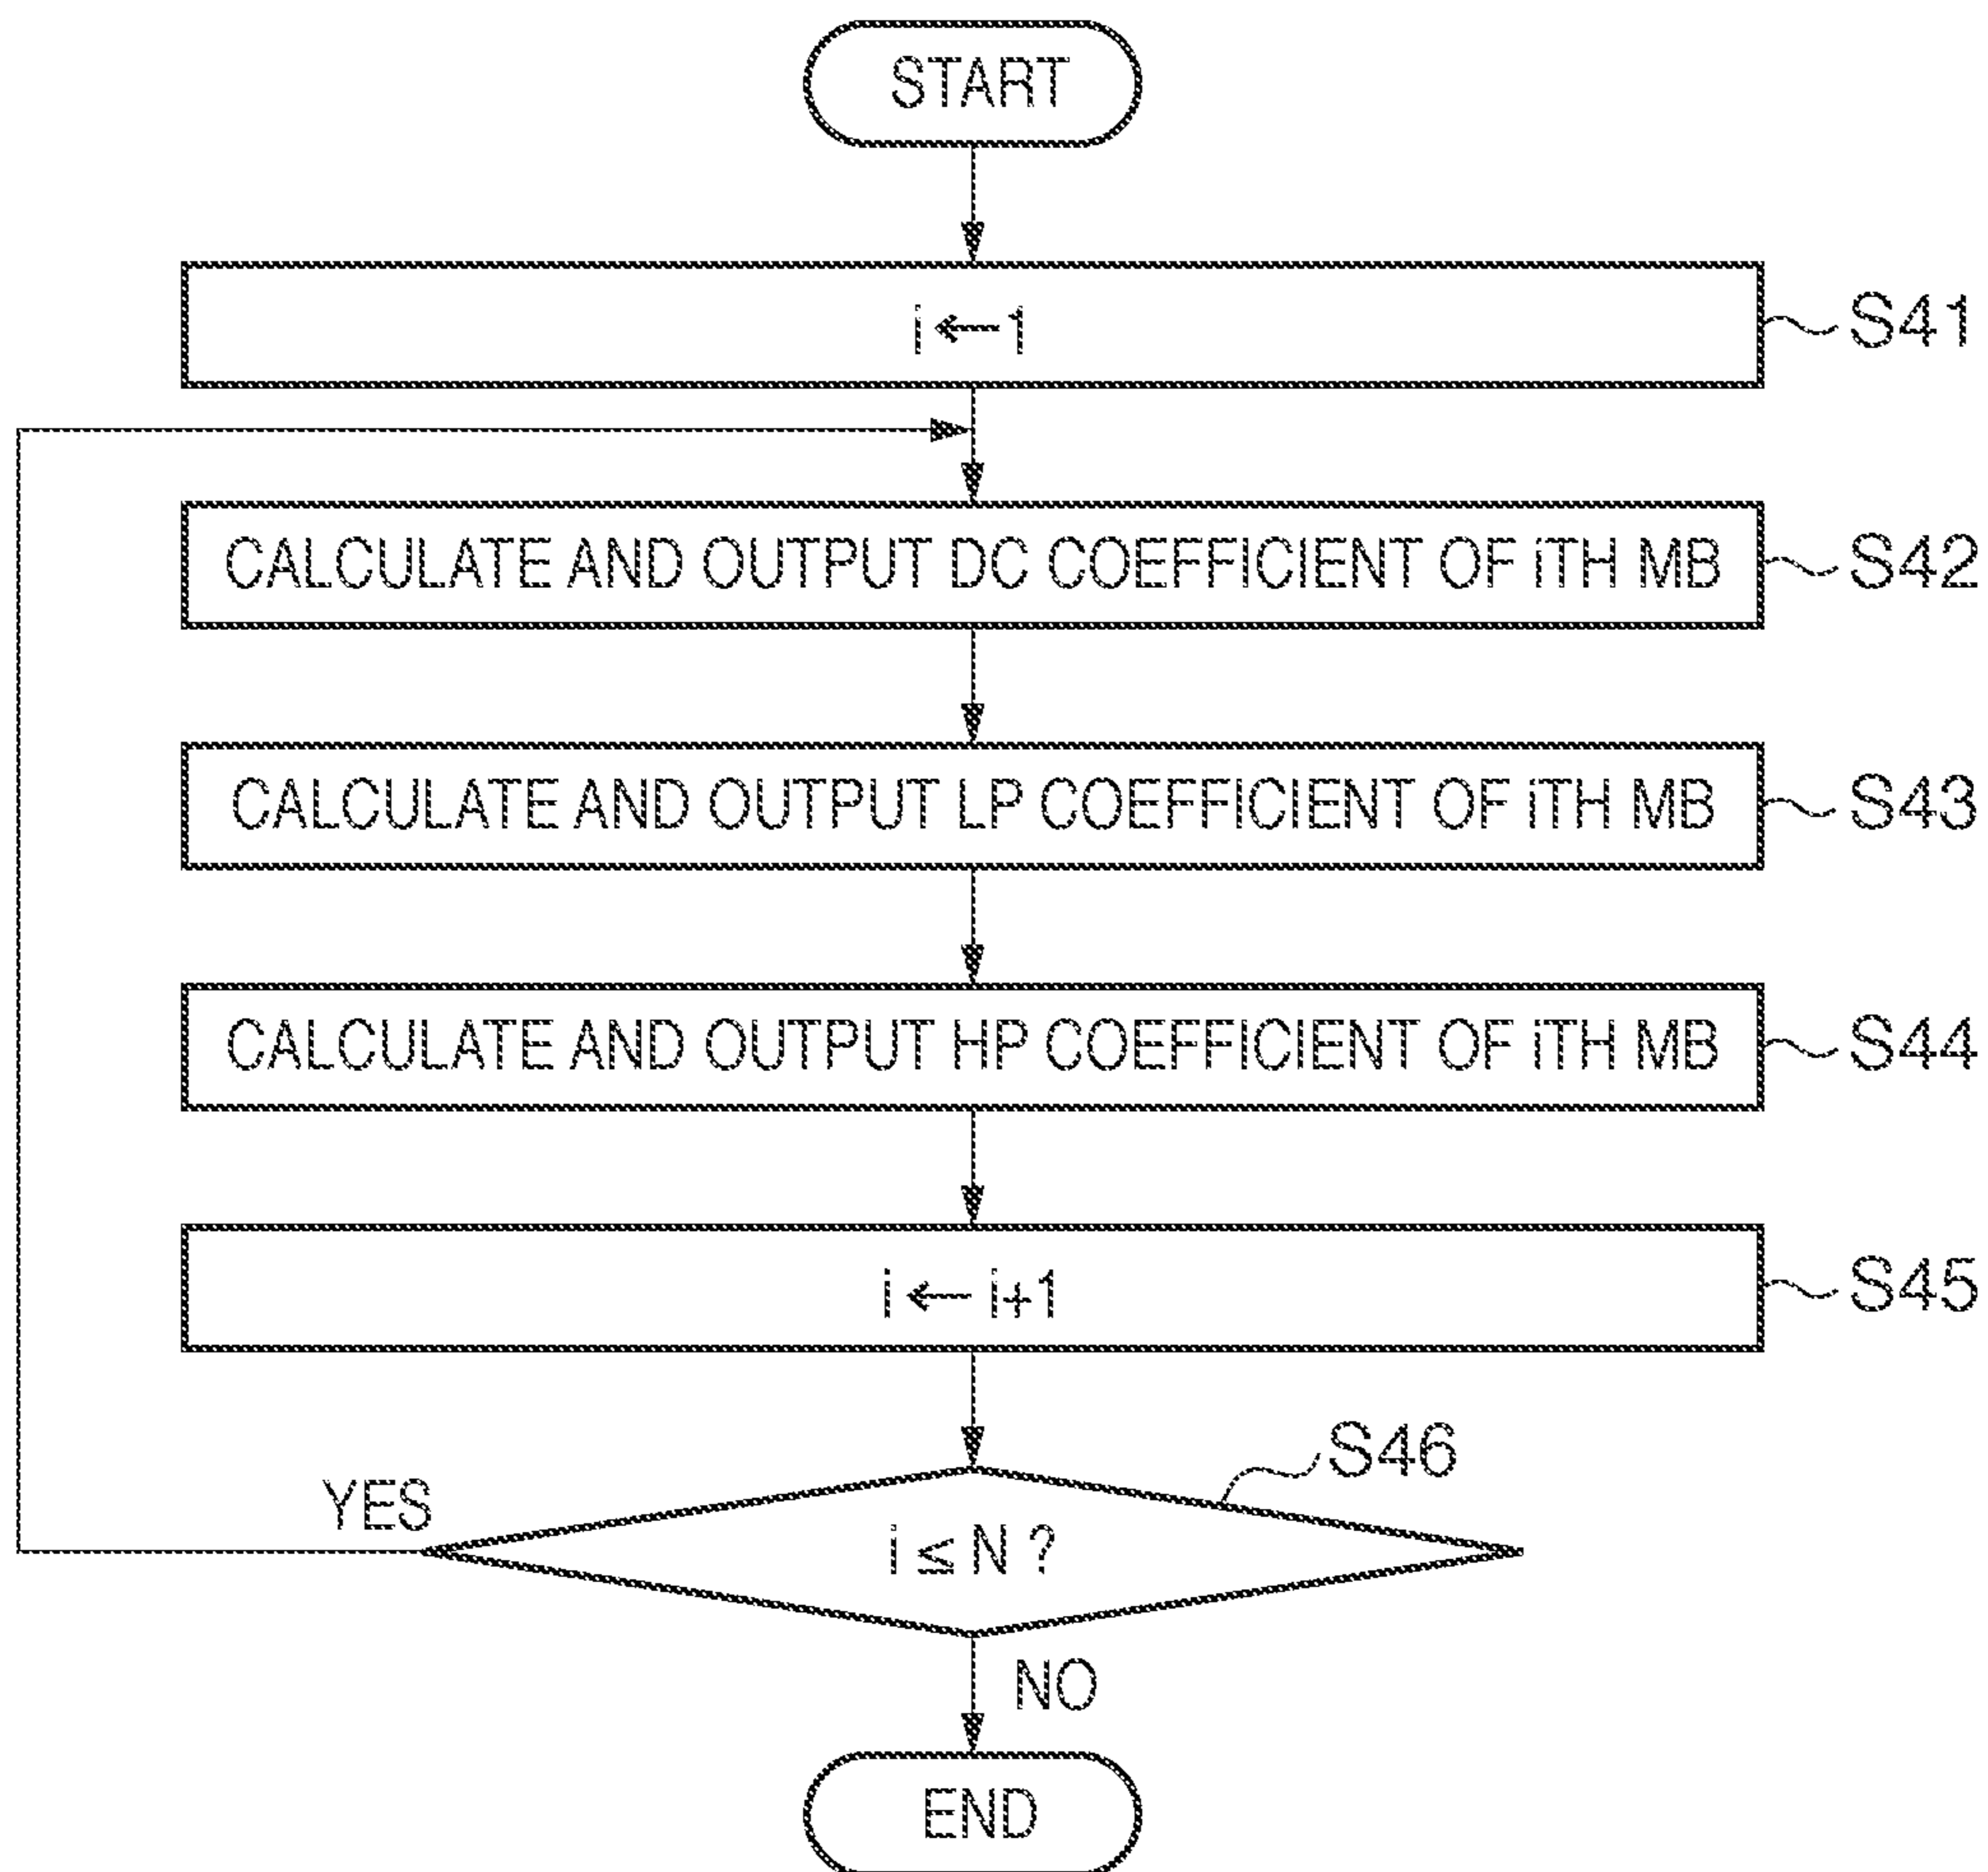 START
i ← 1
S41
CALCULATE AND OUTPUT DC COEFFICIENT OF iTH MB
S42
CALCULATE AND OUTPUT LP COEFFICIENT OF iTH MB
S43
CALCULATE AND OUTPUT HP COEFFICIENT OF iTH MB
S44
i ← i+1
S45
S46
YES
i ≤ N ?
NO
END